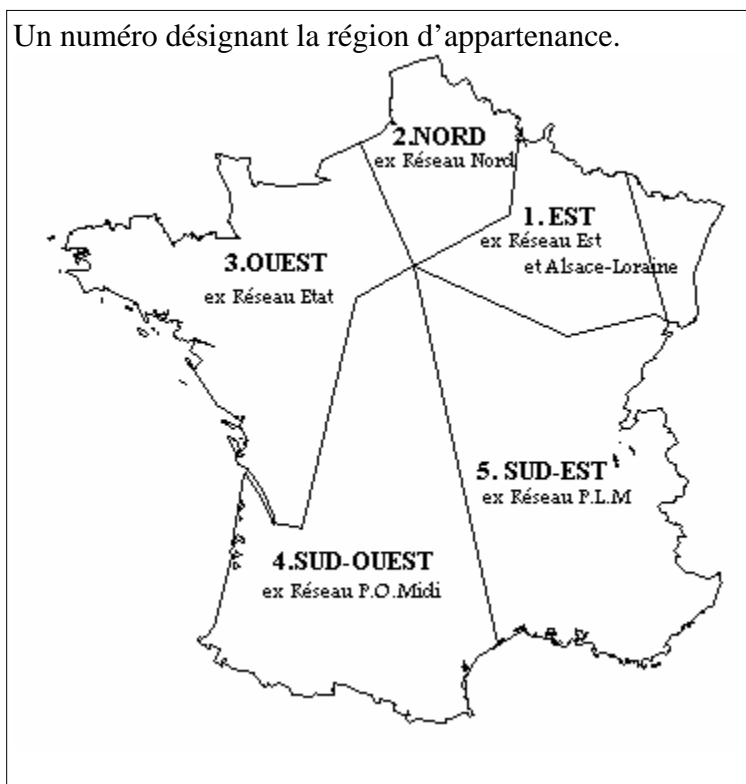 Un numéro désignant la région d'appartenance.
2.NORD
ex Réseau Nord
1. EST
ex Réseau Est
et Alsace-Loraine
3.OUEST
ex Réseau Etat
5. SUD-EST
ex Réseau P.L.M
4.SUD-OUEST
ex Réseau P.O.Midi